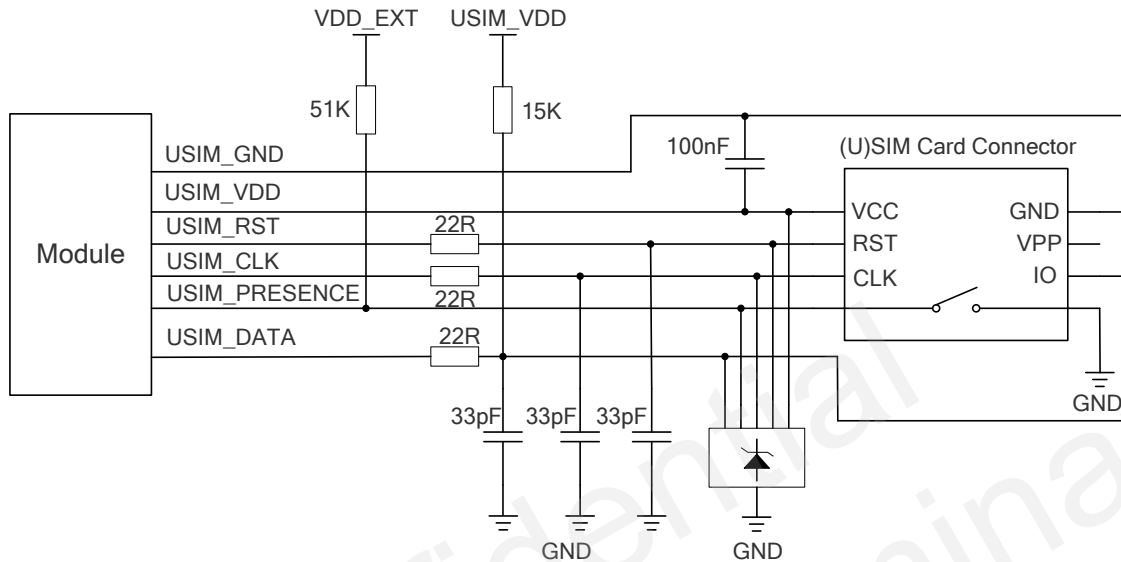 VDD_EXT
USIM_VDD
51K
15K
100nF
(U)SIM Card Connector
Module
USIM_GND
USIM_VDD
USIM_RST
USIM_CLK
USIM_PRESENCE
USIM_DATA
22R
22R
22R
VCC
RST
CLK
GND
VPP
IO
GND
33pF
33pF
33pF
GND
GND